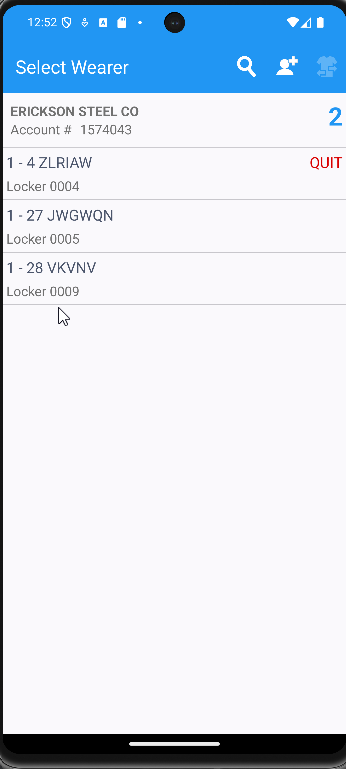 12:52
Select Wearer
ERICKSON STEEL CO
Account # 1574043
2
1 - 4 ZLRIAW
QUIT
Locker 0004
1 - 27 JWGWQN
Locker 0005
1 - 28 VKVNV
Locker 0009